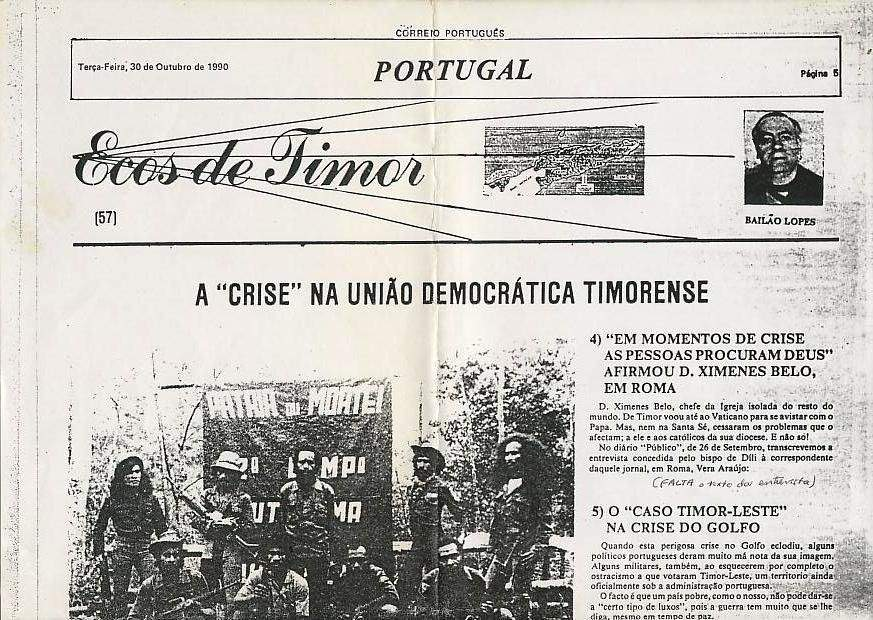 CORREIO PORTUGUÊS
Terça-Feira, 30 de Outubro de 1990
PORTUGAL
Página 5
Ecos de Timor
(57)
BAILÃO LOPES
A "CRISE" NA UNIÃO DEMOCRÁTICA TIMORENSE
PATRIA OU MORTE!
4) "EM MOMENTOS DE CRISE
AS PESSOAS PROCURAM DEUS"
AFIRMOU D. XIMENES BELO,
EM ROMA
D. Ximenes Belo, chefe da Igreja isolada do resto do
mundo. De Timor voou até ao Vaticano para se avistar com o
Papa. Mas, nem na Santa Sé, cessaram os problemas que o
afectam; a ele e aos católicos da sua diocese. E não só!
No diário "Público", de 26 de Setembro, transcrevemos a
entrevista concedida pelo bispo de Díli à correspondente
daquele jornal, em Roma, Vera Araújo:
(FALTA o texto da entrevista)
5) O "CASO TIMOR-LESTE"
NA CRISE DO GOLFO
Quando esta perigosa crise no Golfo eclodiu, alguns
políticos portugueses deram muito má nota da sua imagem.
Alguns militares, também, ao esquecerem por completo o
ostracismo a que votaram Timor-Leste, um territorio ainda
oficialmente sob a administração portuguesa.
O facto é que um país pobre, como o nosso, não pode dar-se
a "certo tipo de luxos", pois a guerra tem muito que se lhe
diga, mesmo em tempo de paz.